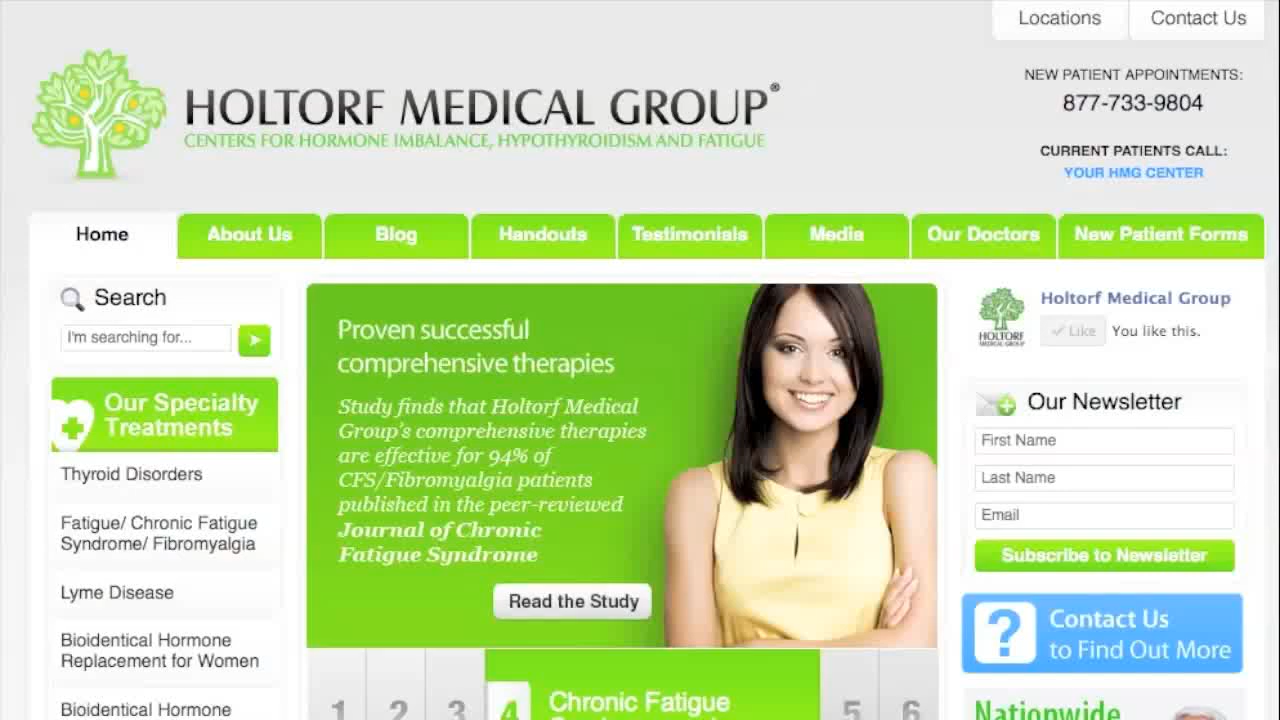 Locations
Contact Us
HOLTORF MEDICAL GROUP®
CENTERS FOR HORMONE IMBALANCE, HYPOTHYROIDISM AND FATIGUE
NEW PATIENT APPOINTMENTS:
877-733-9804
CURRENT PATIENTS CALL:
YOUR HMG CENTER
Home
About Us
Blog
Handouts
Testimonials
Media
Our Doctors
New Patient Forms
Search
I'm searching for...
Our Specialty
Treatments
Thyroid Disorders
Fatigue/ Chronic Fatigue
Syndrome/ Fibromyalgia
Lyme Disease
Bioidentical Hormone
Replacement for Women
Bioidentical Hormone
Proven successful
comprehensive therapies
Study finds that Holtorf Medical
Group's comprehensive therapies
are effective for 94% of
CFS/Fibromyalgia patients
published in the peer-reviewed
Journal of Chronic
Fatigue Syndrome
Read the Study
1
2
3
4
Chronic Fatigue
5
6
HOLTORF
MEDICAL GROUP
Holtorf Medical Group
Like
You like this.
Our Newsletter
First Name
Last Name
Email
Subscribe to Newsletter
?
Contact Us
to Find Out More
Nationwide